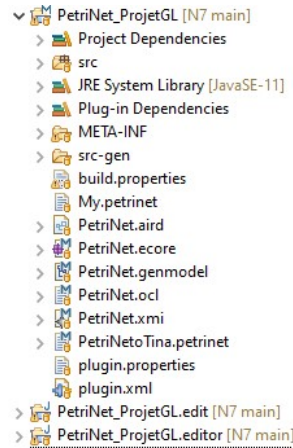 PetriNet_ProjetGL [N7 main]
Project Dependencies
src
JRE System Library [JavaSE-11]
Plug-in Dependencies
META-INF
src-gen
build.properties
My.petrinet
PetriNet.aird
PetriNet.ecore
PetriNet.genmodel
PetriNet.ocl
PetriNet.xmi
PetriNetoTina.petrinet
plugin.properties
plugin.xml
PetriNet_ProjetGL.edit [N7 main]
PetriNet_ProjetGL.editor [N7 main]